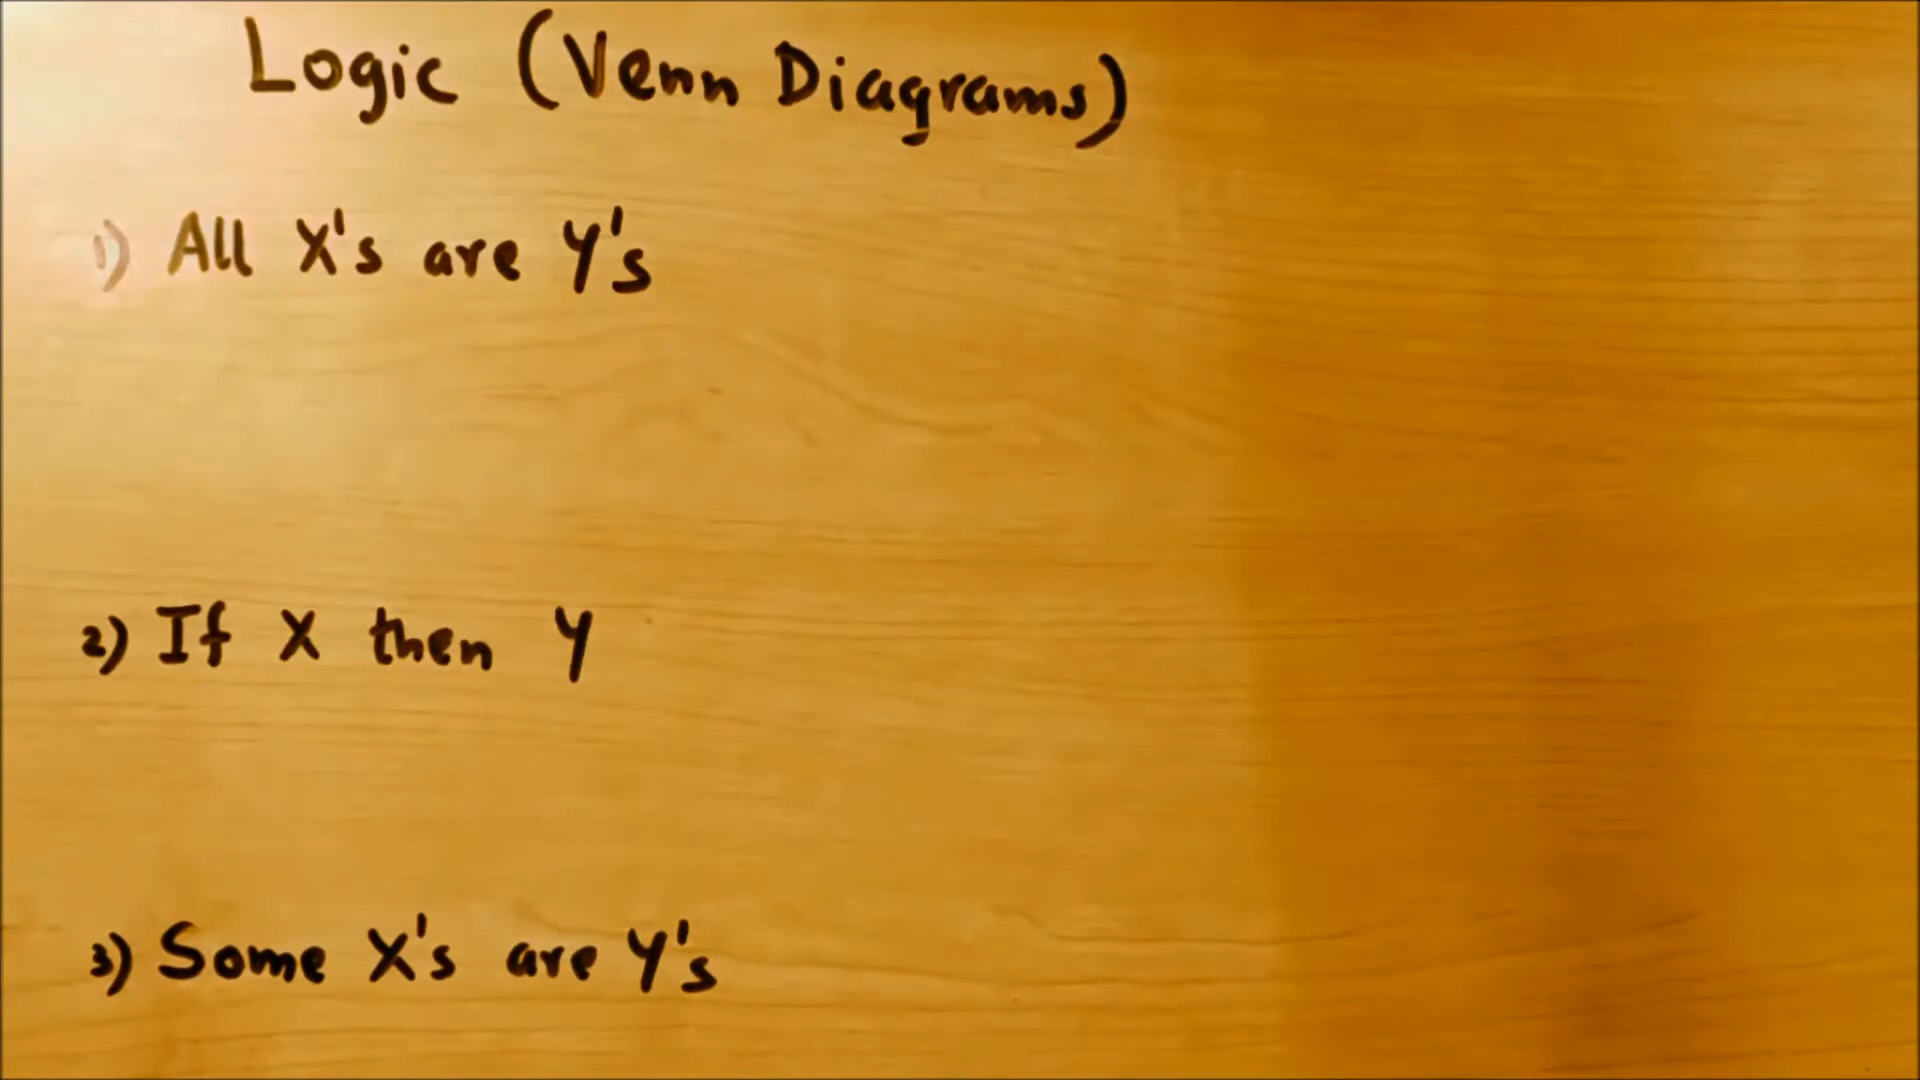 Logic (Venn Diagrams)
1) All X's are Y's
2) If X then Y
3) Some X's are Y's